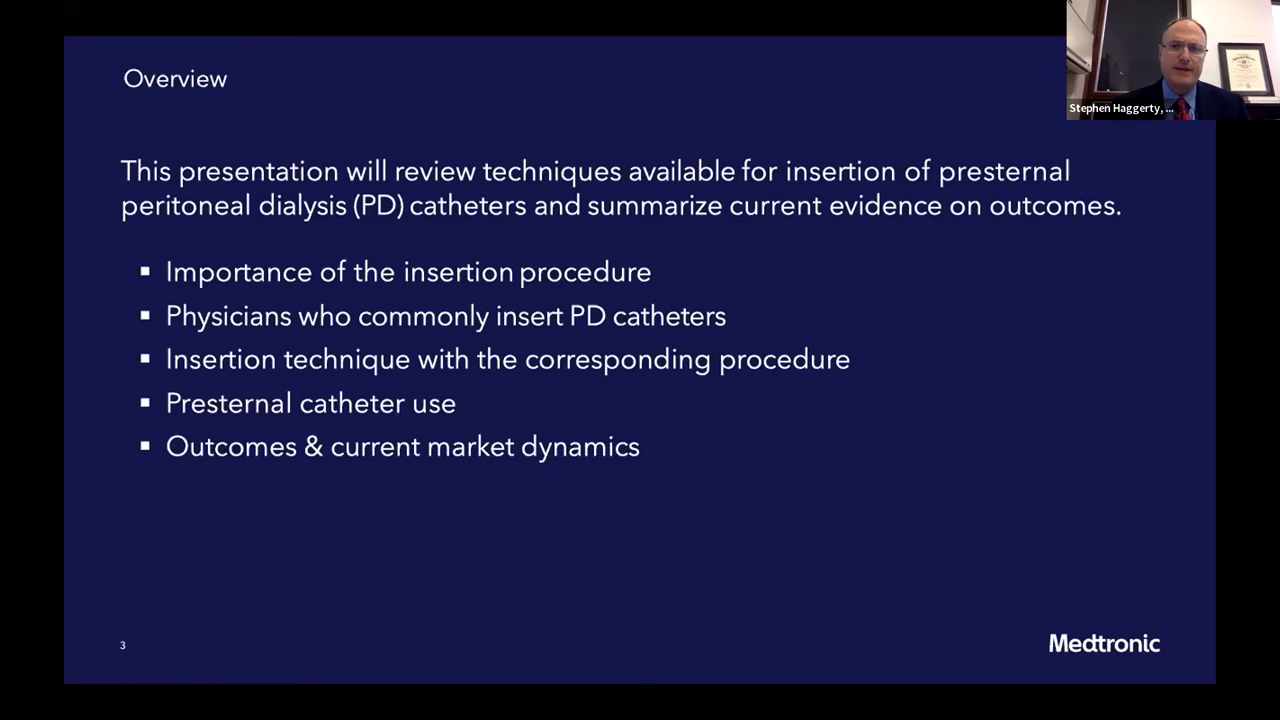 Overview
Stephen Haggerty, ...
This presentation will review techniques available for insertion of presternal
peritoneal dialysis (PD) catheters and summarize current evidence on outcomes.
▪ Importance of the insertion procedure
▪ Physicians who commonly insert PD catheters
▪ Insertion technique with the corresponding procedure
▪ Presternal catheter use
▪ Outcomes & current market dynamics
3
Medtronic